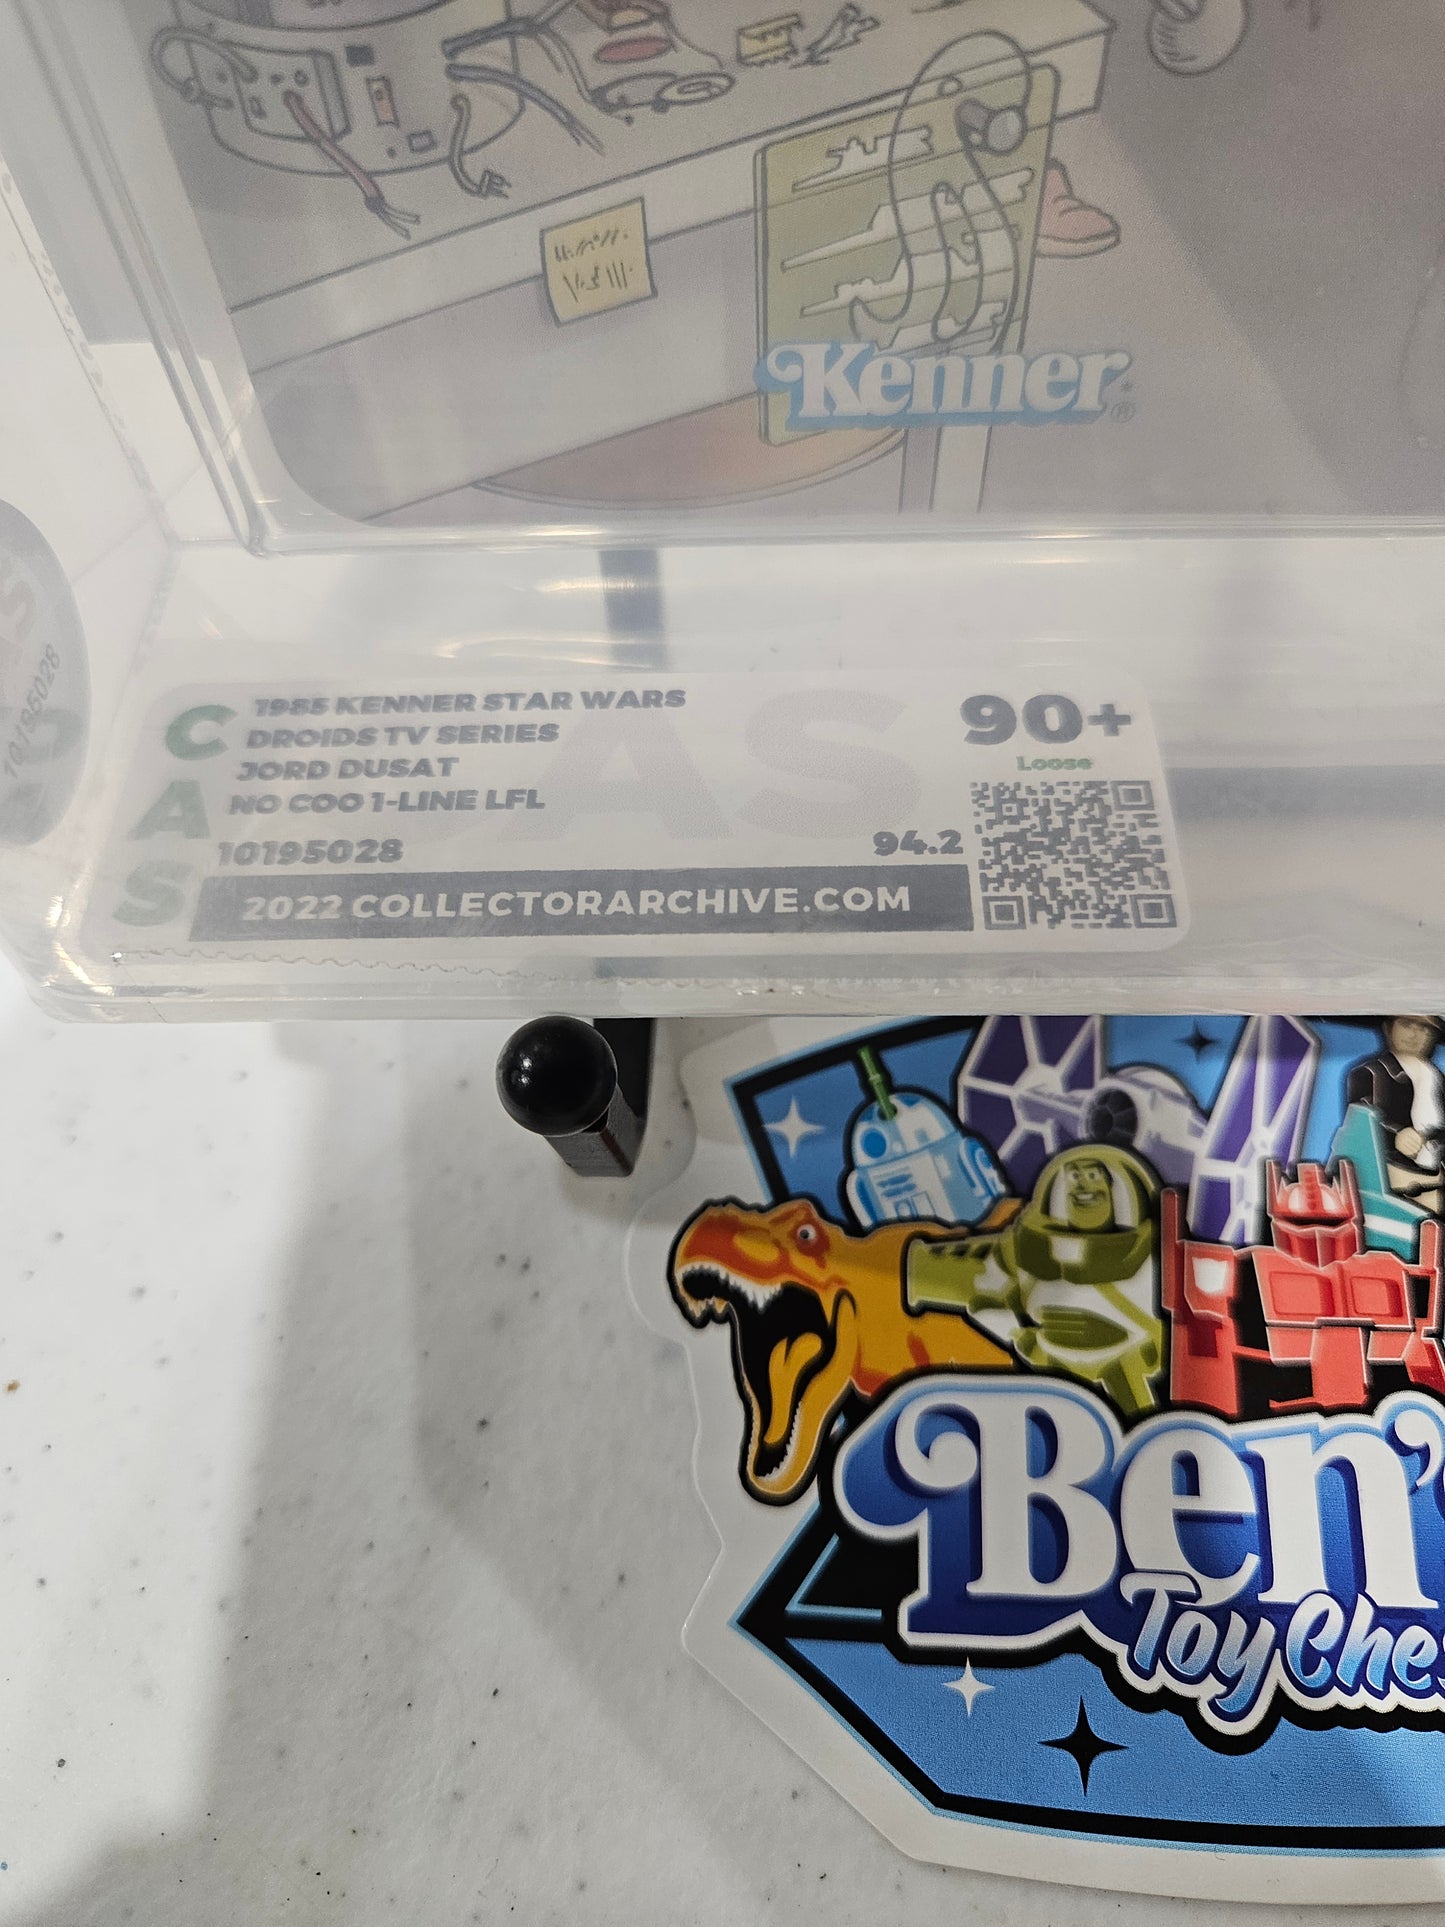 Kenner®
1985 KENNER STAR WARS
DROIDS TV SERIES
JORD DUSAT
NO COO 1-LINE LFL
10195028
CAS
90+
Loose
94.2
2022 COLLECTORARCHIVE.COM
10195028
Ben'
Toy Ches